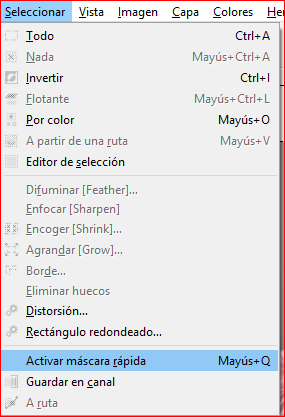 Seleccionar Vista Imagen Capa Colores
Todo Ctrl+A
Nada Mayús+Ctrl+A
Invertir Ctrl+I
Flotante Mayús+Ctrl+L
Por color Mayús+O
A partir de una ruta Mayús+V
Editor de selección
Difuminar [Feather]...
Enfocar [Sharpen]
Encoger [Shrink]...
Agrandar [Grow]...
Borde...
Eliminar huecos
Distorsión...
Rectángulo redondeado...
Activar máscara rápida Mayús+Q
Guardar en canal
A ruta